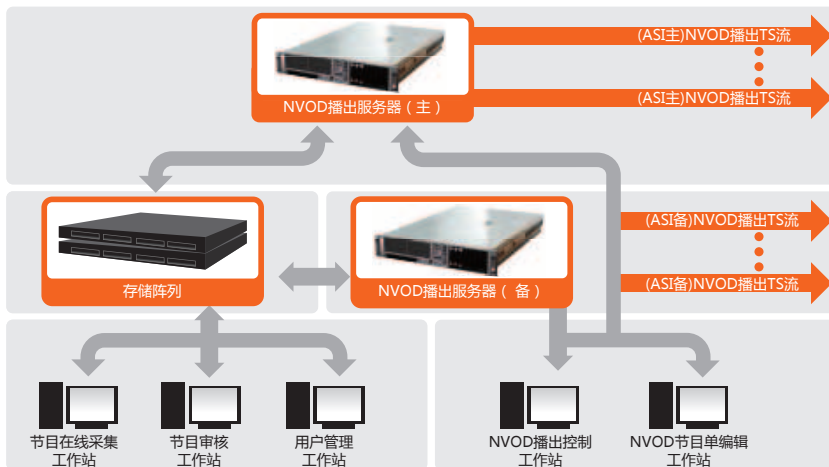 (ASI主)NVOD播出TS流
(ASI主)NVOD播出TS流
NVOD播出服务器（主）
(ASI备)NVOD播出TS流
(ASI备)NVOD播出TS流
存储阵列
NVOD播出服务器（ 备）
节目在线采集
工作站
节目审核
工作站
用户管理
工作站
NVOD播出控制
工作站
NVOD节目单编辑
工作站